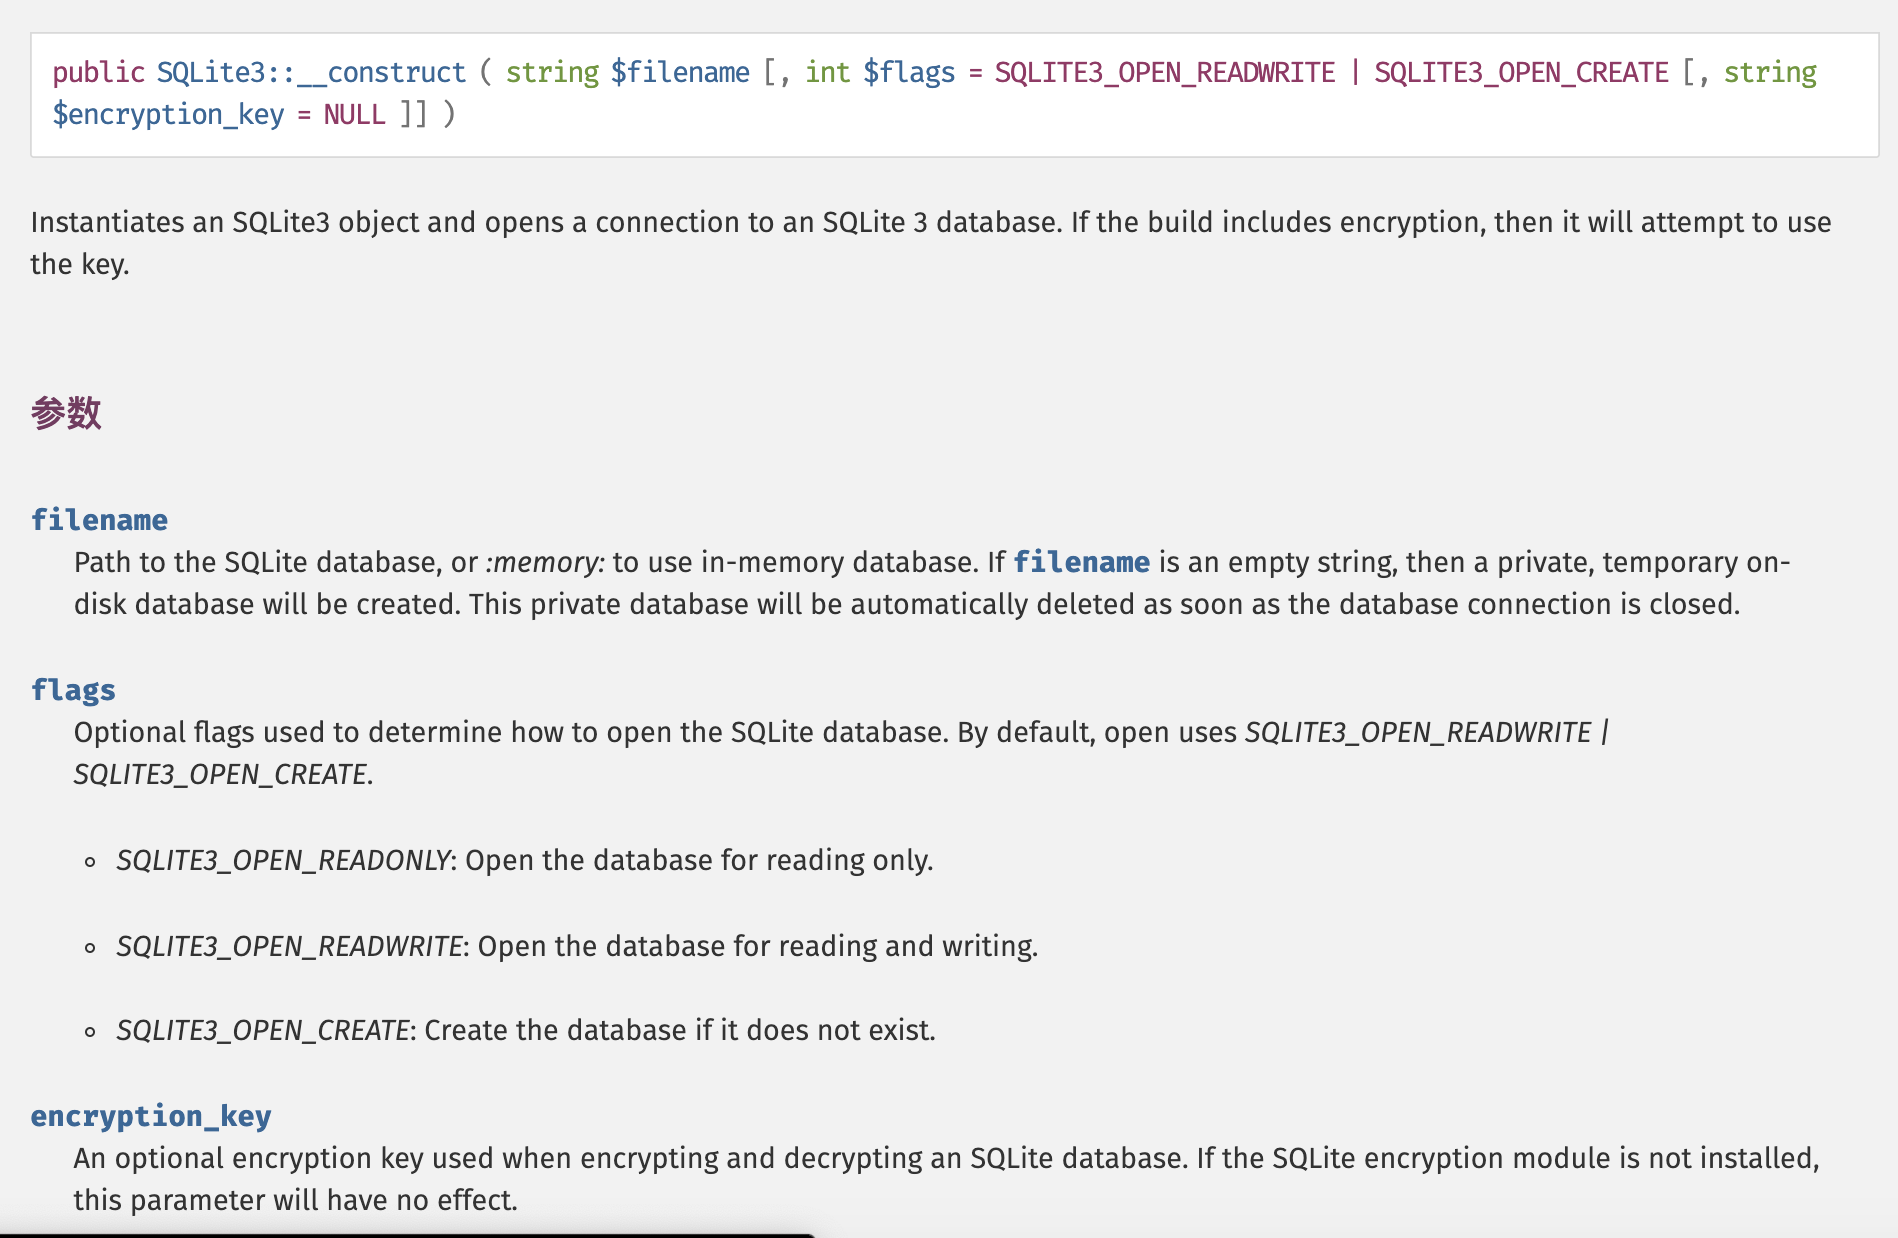 public SQLite3::__construct ( string $filename [, int $flags = SQLITE3_OPEN_READWRITE | SQLITE3_OPEN_CREATE [, string
$encryption_key = NULL ]] )
Instantiates an SQLite3 object and opens a connection to an SQLite 3 database. If the build includes encryption, then it will attempt to use
the key.
参数
filename
Path to the SQLite database, or :memory: to use in-memory database. If filename is an empty string, then a private, temporary on-
disk database will be created. This private database will be automatically deleted as soon as the database connection is closed.
flags
Optional flags used to determine how to open the SQLite database. By default, open uses SQLITE3_OPEN_READWRITE |
SQLITE3_OPEN_CREATE.
SQLITE3_OPEN_READONLY: Open the database for reading only.
SQLITE3_OPEN_READWRITE: Open the database for reading and writing.
SQLITE3_OPEN_CREATE: Create the database if it does not exist.
encryption_key
An optional encryption key used when encrypting and decrypting an SQLite database. If the SQLite encryption module is not installed,
this parameter will have no effect.